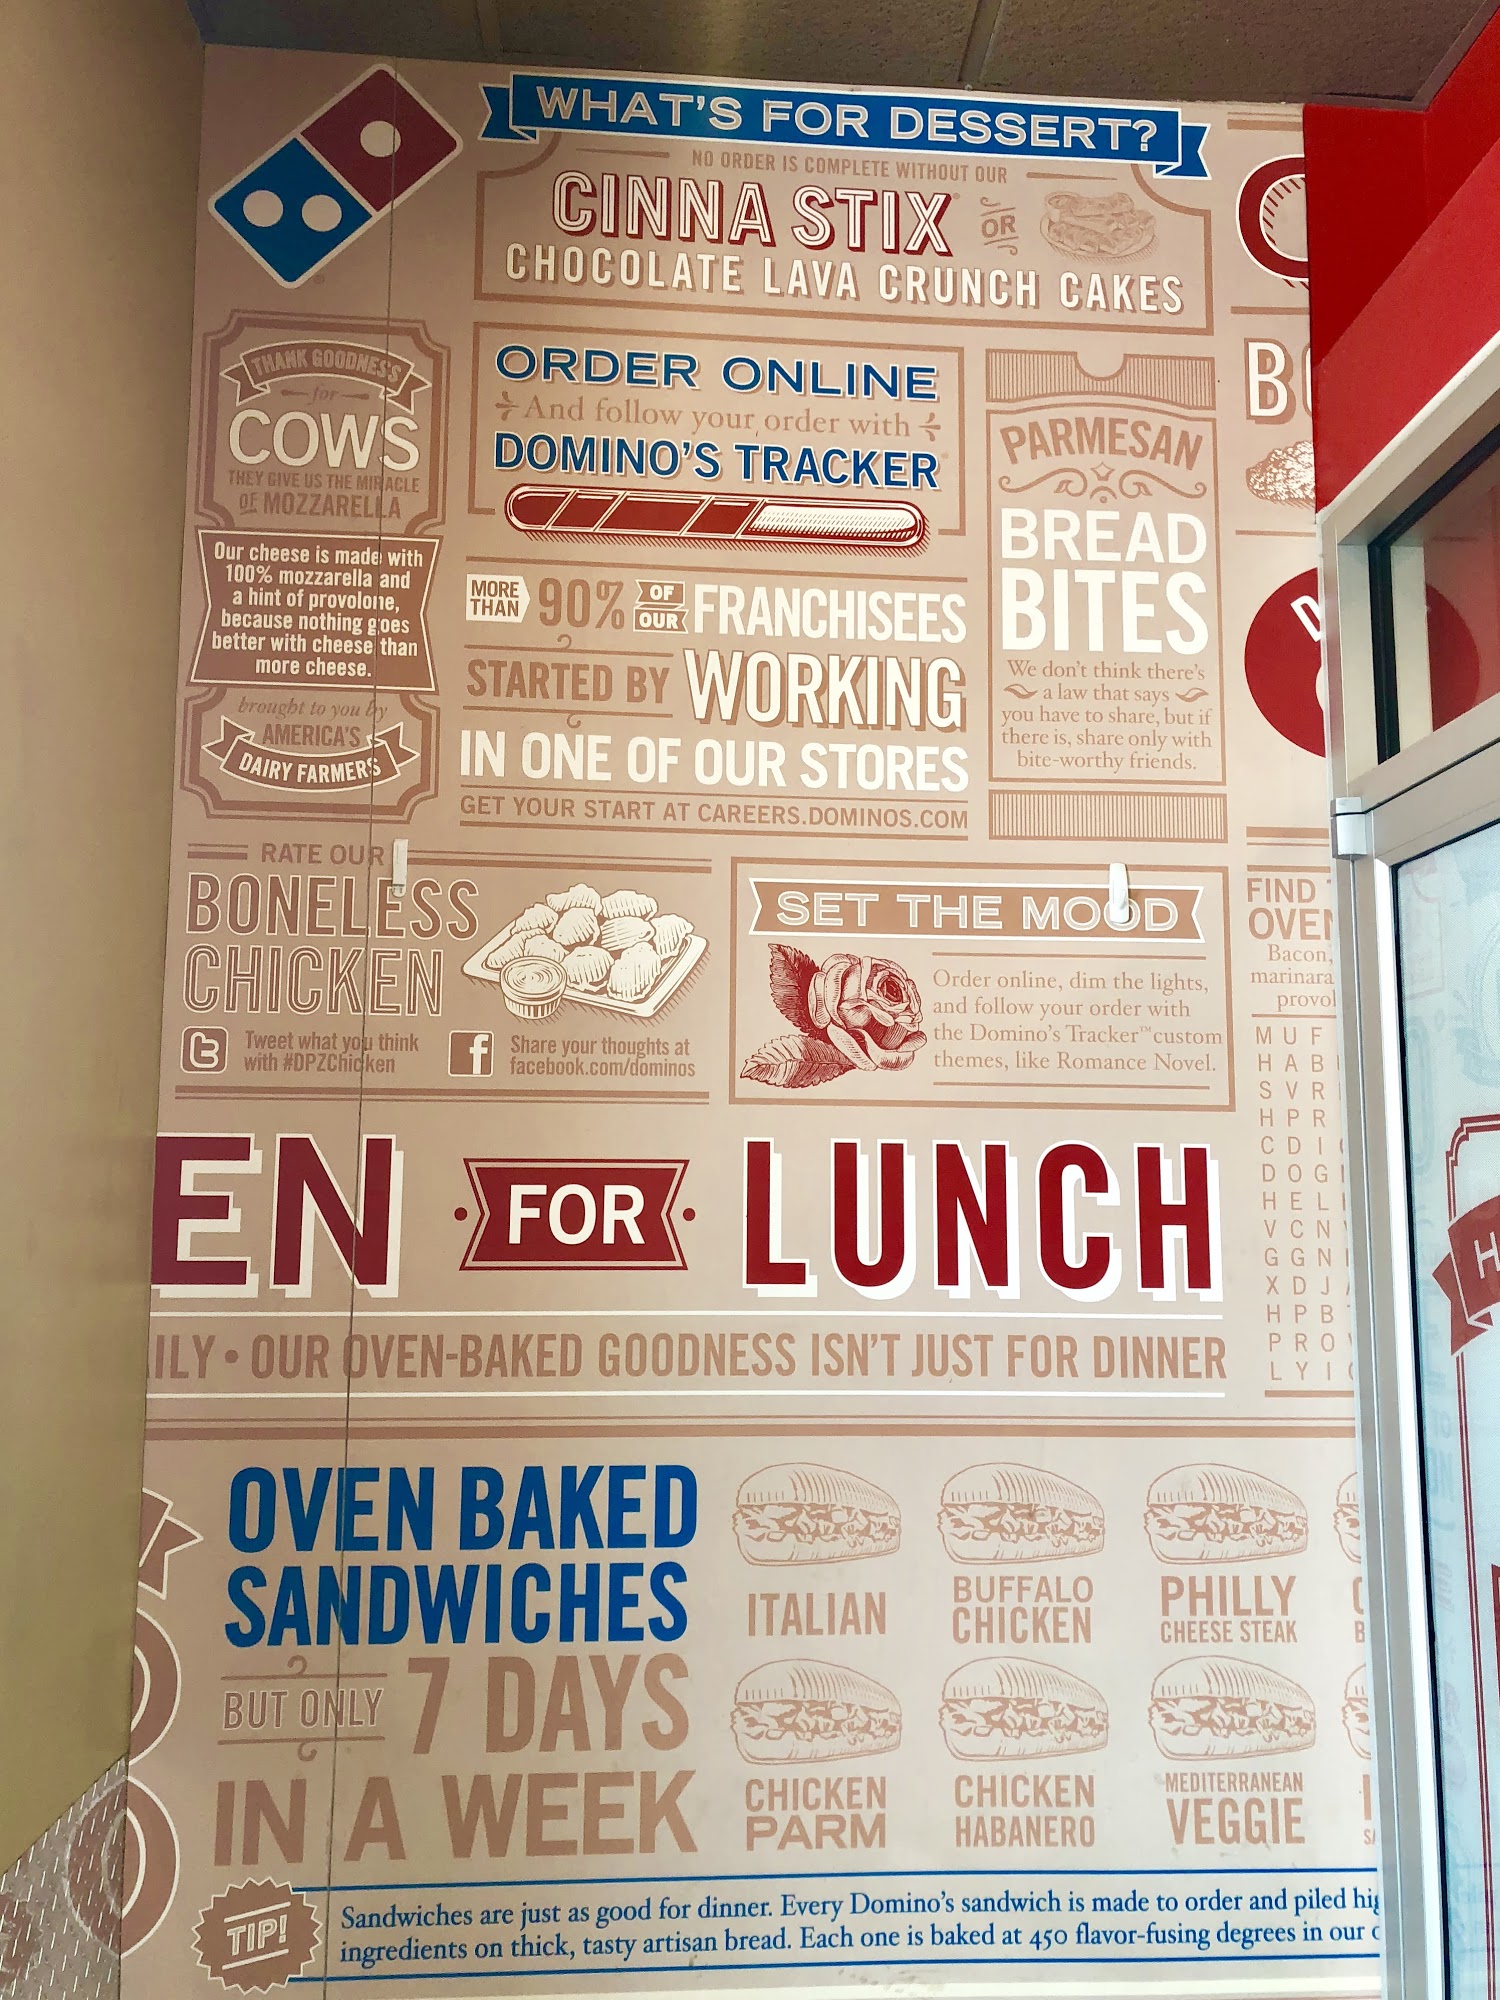 WHAT'S FOR DESSERT?
NO ORDER IS COMPLETE WITHOUT OUR
CINNA STIX®
OR
CHOCOLATE LAVA CRUNCH CAKES
THANK GOODNESS
for
COWS
THEY GIVE US THE MIRACLE
OF MOZZARELLA
Our cheese is made with
100% mozzarella and
a hint of provolone,
because nothing goes
better with cheese than
more cheese.
brought to you by
AMERICA'S
DAIRY FARMERS
ORDER ONLINE
And follow your order with
DOMINO'S TRACKER
MORE THAN 90% OF OUR FRANCHISEES
STARTED BY WORKING
IN ONE OF OUR STORES
GET YOUR START AT CAREERS.DOMINOS.COM
PARMESAN
BREAD
BITES
We don't think there's
a law that says
you have to share, but if
there is, share only with
bite-worthy friends.
B
D
RATE OUR
BONELESS
CHICKEN
Tweet what you think
with #DPZChicken
Share your thoughts at
facebook.com/dominos
SET THE MOOD
Order online, dim the lights,
and follow your order with
the Domino's Tracker™ custom
themes, like Romance Novel.
FIND
OVEN
Bacon,
marinara
provol
M U F
H A B
S V R
H P R
C D I
D O G
H E L
V C N
G G N
X D J
H P B
P R O
L Y I
EN FOR LUNCH
ILY • OUR OVEN-BAKED GOODNESS ISN'T JUST FOR DINNER
OVEN BAKED
SANDWICHES
BUT ONLY 7 DAYS
IN A WEEK
ITALIAN
BUFFALO
CHICKEN
PHILLY
CHEESE STEAK
CHICKEN
PARM
CHICKEN
HABANERO
MEDITERRANEAN
VEGGIE
TIP!
Sandwiches are just as good for dinner. Every Domino's sandwich is made to order and piled hig
ingredients on thick, tasty artisan bread. Each one is baked at 450 flavor-fusing degrees in our